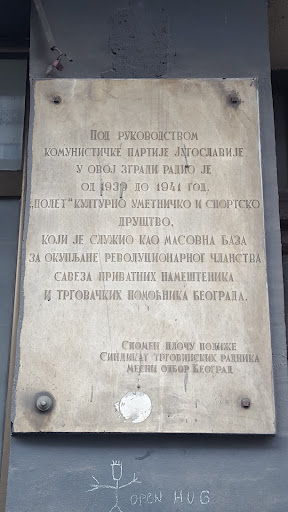 Под руководством
Комунистичке партије Југославије
у овој згради радио је
од 1939 до 1941 год.
„Полет“ културно уметничко и спортско
друштво,
који је служио као масовна база
за окупљање револуционарног чланства
Савеза приватних намештеника
и трговачких помоћника Београда.
Спомен плочу подиже
Синдикат трговинских радника
месни одбор Београд
OPEN HUG